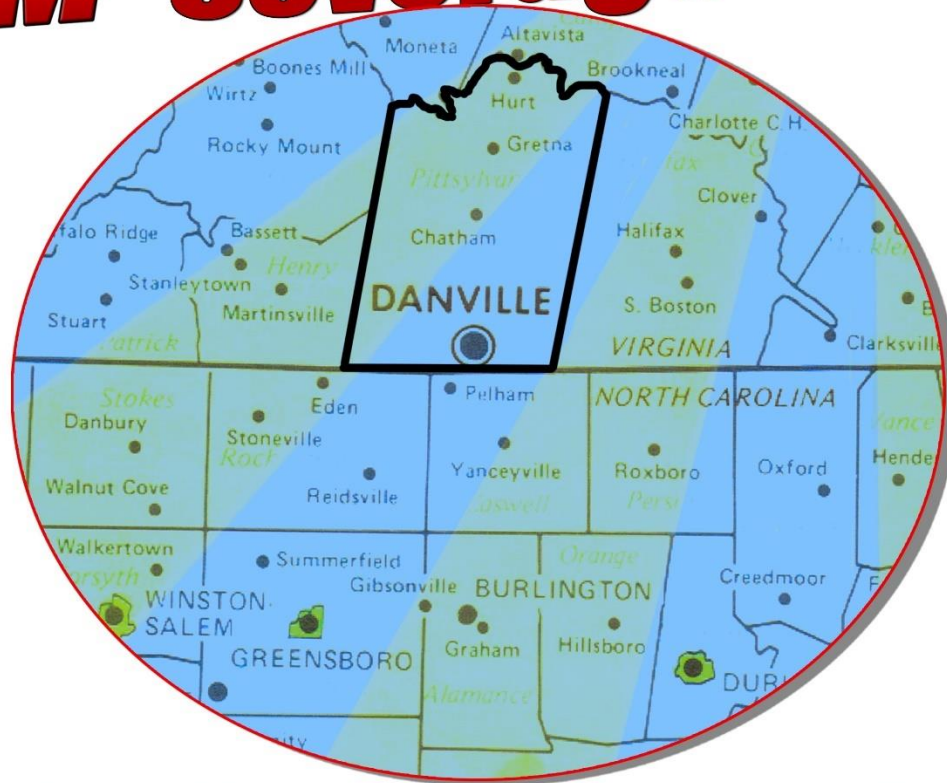 Moneta
Altavista
Boones Mill
Brookneal
Wirtz
Hurt
Charlotte C.H.
Rocky Mount
Gretna
Clover
Chatham
Halifax
Bassett
Henry
Stanleytown
Martinsville
DANVILLE
S. Boston
Stuart
VIRGINIA
Stokes
Danbury
Eden
Pelham
NORTH CAROLINA
Stoneville
Yanceyville
Roxboro
Oxford
Walnut Cove
Reidsville
Walkertown
Summerfield
Orange
Gibsonville
BURLINGTON
Creedmoor
WINSTON-
SALEM
GREENSBORO
Graham
Hillsboro
Alamance